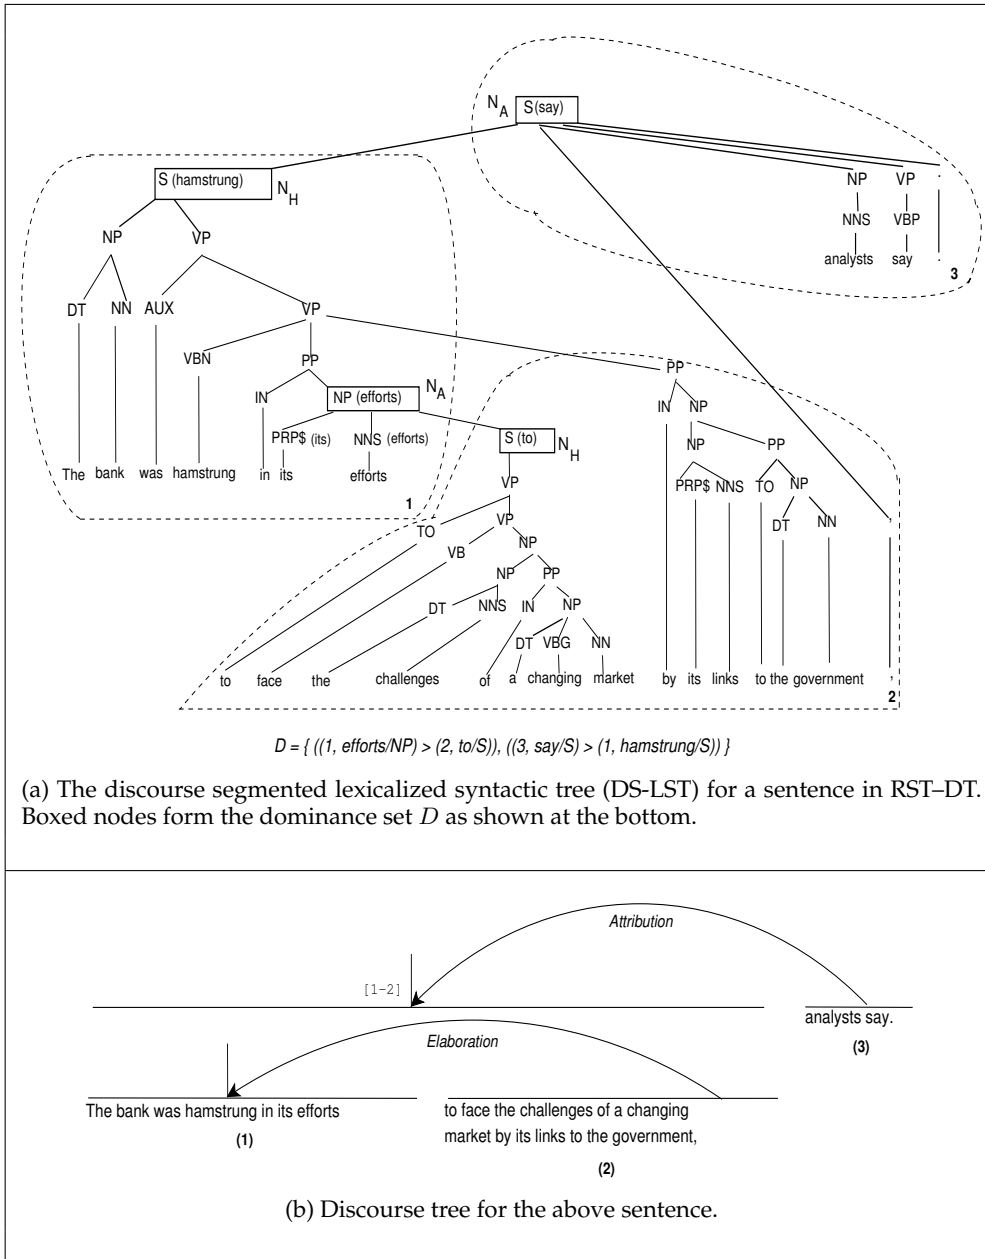 N_A S (say)
S (hamstrung) N_H
NP VP .
NNS VBP
analysts say .
3
NP VP
DT NN AUX VP
VBN PP
PP
IN NP (efforts) N_A
IN NP
PRP$ (its) NNS (efforts)
S (to) N_H
NP PP
The bank was hamstrung in its efforts
1
VP
PRP$ NNS TO NP
TO VP
DT NN ,
VB NP
NP PP
DT NNS IN NP
DT VBG NN
to face the challenges of a changing market by its links to the government ,
2
D = { ((1, efforts/NP) > (2, to/S)), ((3, say/S) > (1, hamstrung/S)) }
(a) The discourse segmented lexicalized syntactic tree (DS-LST) for a sentence in RST–DT.
Boxed nodes form the dominance set D as shown at the bottom.
Attribution
[1-2]
analysts say.
(3)
Elaboration
The bank was hamstrung in its efforts
(1)
to face the challenges of a changing
market by its links to the government,
(2)
(b) Discourse tree for the above sentence.